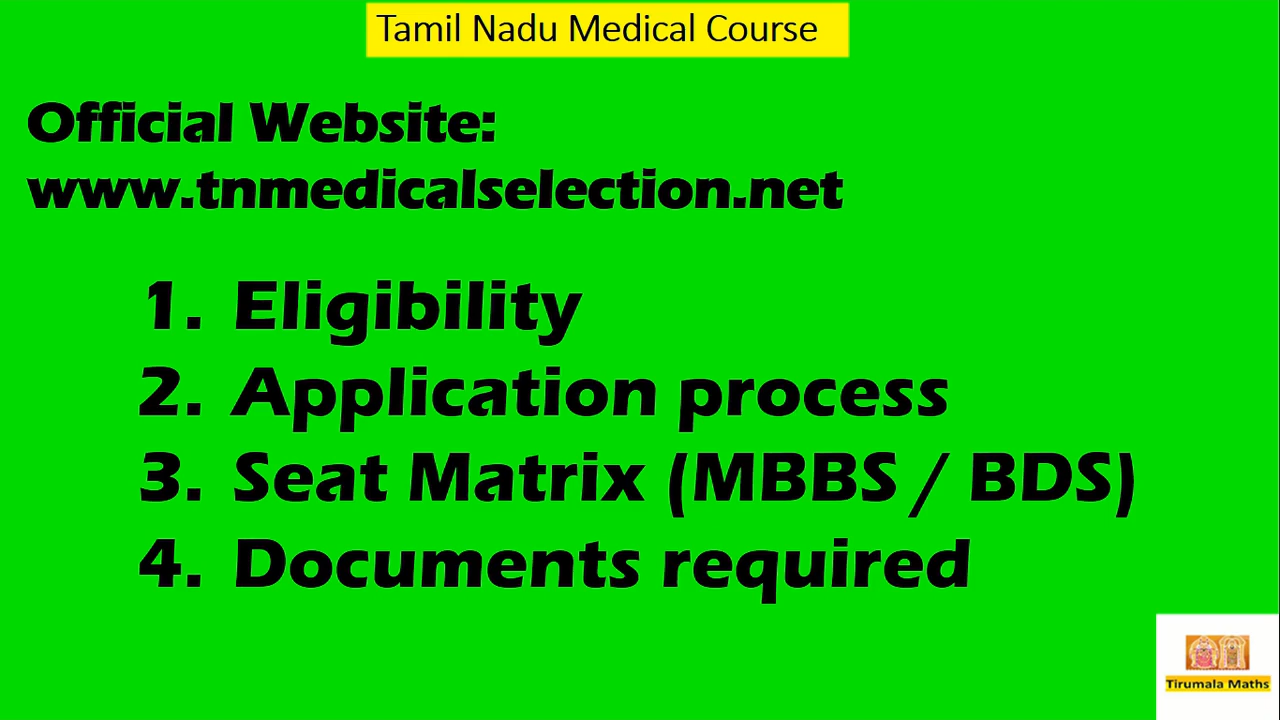 Tamil Nadu Medical Course
Official Website:
www.tnmedicalselection.net
1. Eligibility
2. Application process
3. Seat Matrix (MBBS / BDS)
4. Documents required
Tirumala Maths